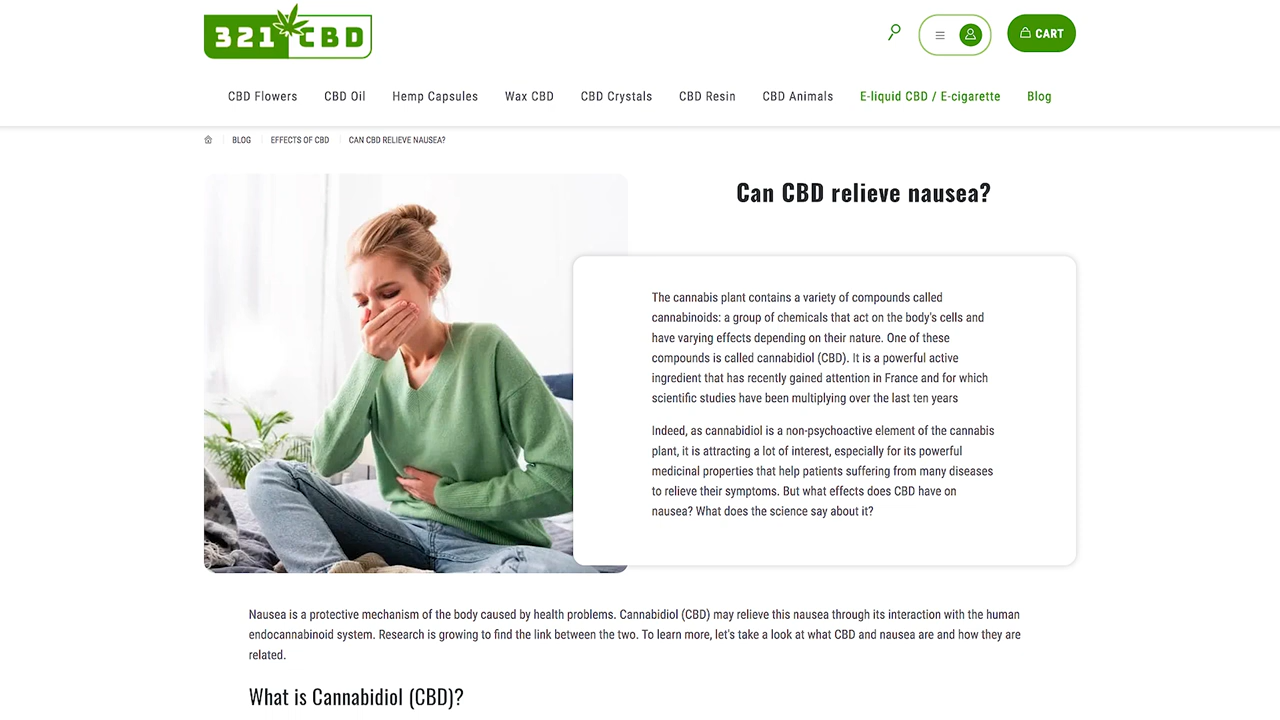 321 CBD
CART
CBD Flowers CBD Oil Hemp Capsules Wax CBD CBD Crystals CBD Resin CBD Animals E-liquid CBD / E-cigarette Blog
BLOG EFFECTS OF CBD CAN CBD RELIEVE NAUSEA?
Can CBD relieve nausea?
The cannabis plant contains a variety of compounds called
cannabinoids: a group of chemicals that act on the body's cells and
have varying effects depending on their nature. One of these
compounds is called cannabidiol (CBD). It is a powerful active
ingredient that has recently gained attention in France and for which
scientific studies have been multiplying over the last ten years
Indeed, as cannabidiol is a non-psychoactive element of the cannabis
plant, it is attracting a lot of interest, especially for its powerful
medicinal properties that help patients suffering from many diseases
to relieve their symptoms. But what effects does CBD have on
nausea? What does the science say about it?
Nausea is a protective mechanism of the body caused by health problems. Cannabidiol (CBD) may relieve this nausea through its interaction with the human
endocannabinoid system. Research is growing to find the link between the two. To learn more, let's take a look at what CBD and nausea are and how they are
related.
What is Cannabidiol (CBD)?